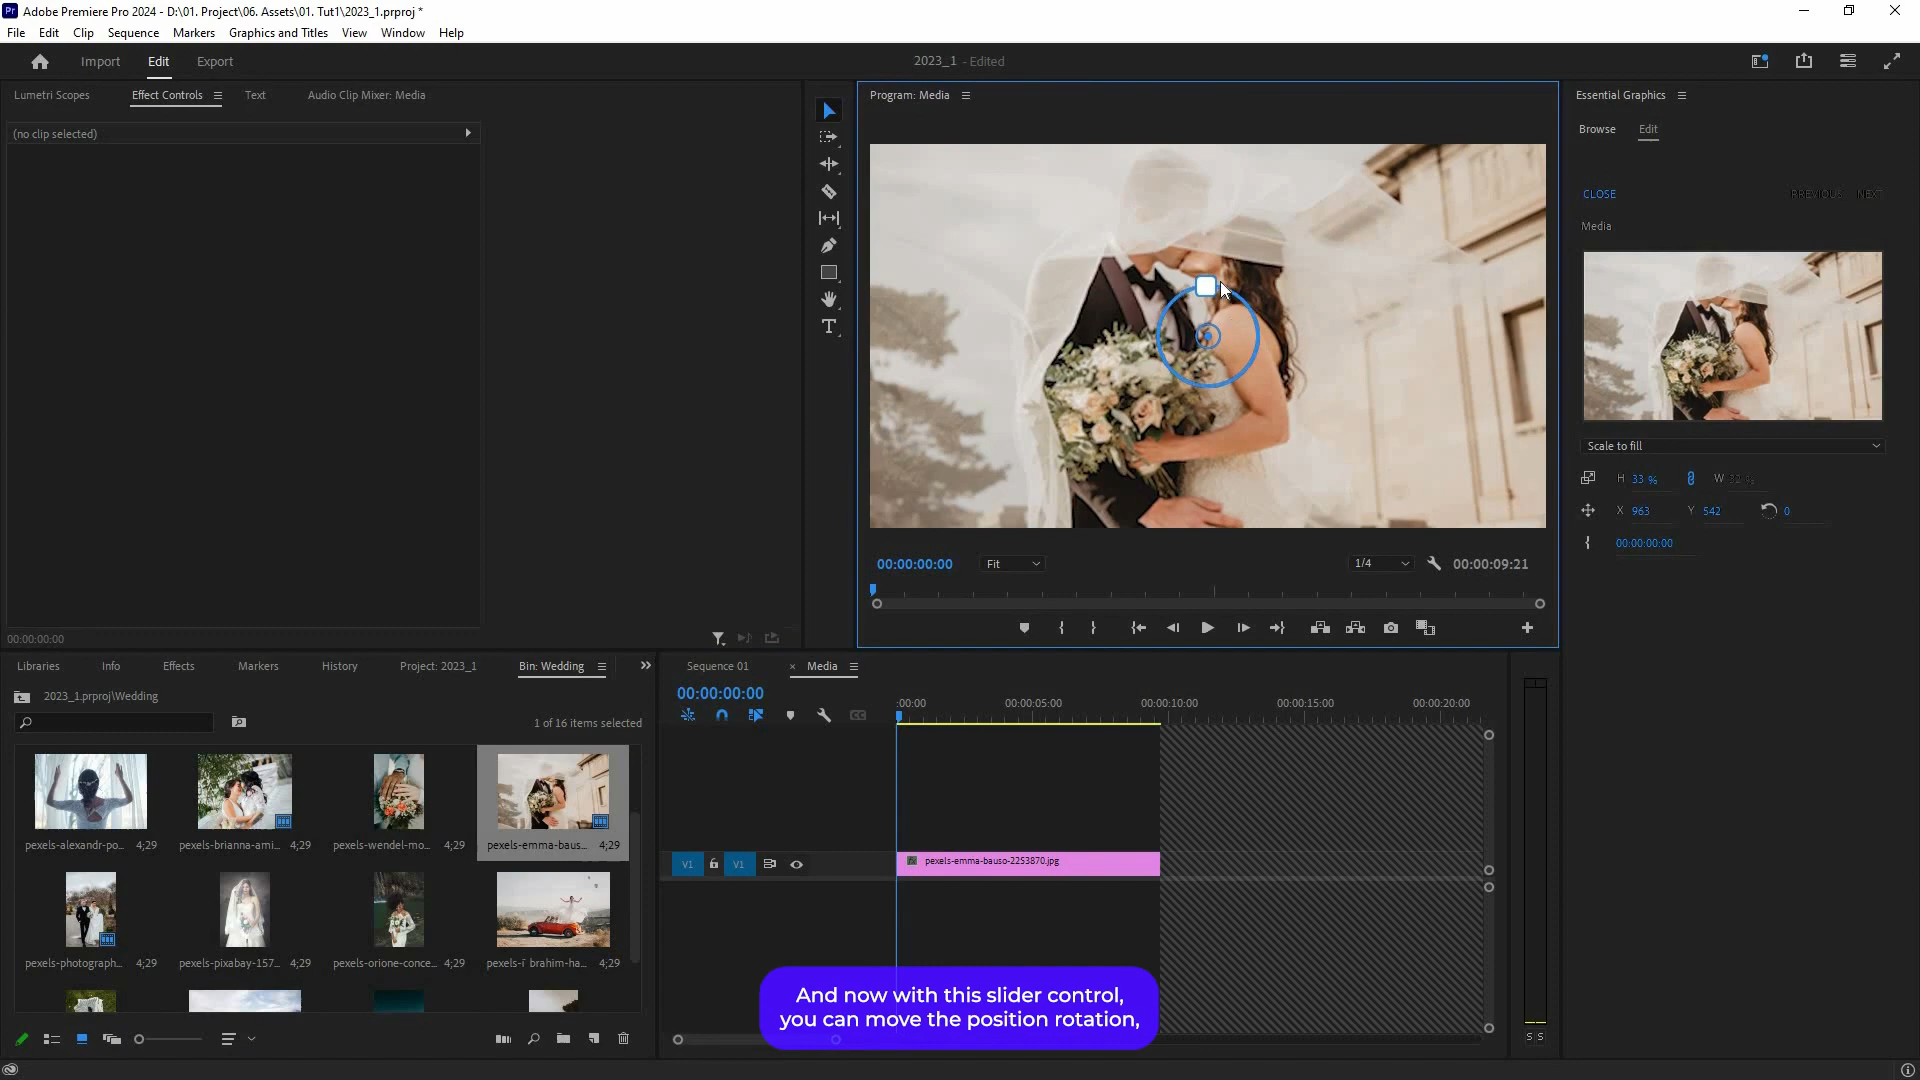 Pr Adobe Premiere Pro 2024 - D:\01. Project\06. Assets\01. Tut1\2023_1.prproj *
File Edit Clip Sequence Markers Graphics and Titles View Window Help
Import Edit Export
2023_1 - Edited
Lumetri Scopes Effect Controls Text Audio Clip Mixer: Media
(no clip selected)
00:00:00:00
Program: Media
00:00:00:00 Fit 1/4 00:00:09:21
Essential Graphics
Browse Edit
CLOSE PREVIOUS NEXT
Media
Scale to fill
H 33 % W
X 963 Y 542 0
00:00:00:00
Libraries Info Effects Markers History Project: 2023_1 Bin: Wedding
2023_1.prproj\Wedding
1 of 16 items selected
pexels-alexandr-po... 4;29 pexels-brianna-ami... 4;29 pexels-wendel-mo... 4;29 pexels-emma-baus... 4;29
pexels-photograph... 4;29 pexels-pixabay-157... 4;29 pexels-orione-conce... 4;29 pexels-i̇ brahim-ha... 4;29
Sequence 01 × Media
00:00:00:00
:00:00 00:00:05:00 00:00:10:00 00:00:15:00 00:00:20:00
V1 V1
pexels-emma-bauso-2253870.jpg
S S
And now with this slider control,
you can move the position rotation,